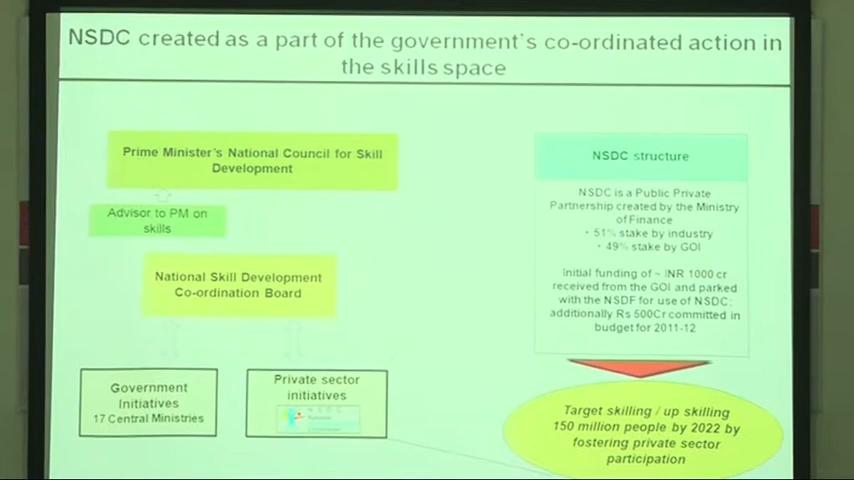 NSDC created as a part of the government's co-ordinated action in
the skills space
Prime Minister's National Council for Skill
Development
Advisor to PM on
skills
National Skill Development
Co-ordination Board
Government
Initiatives
17 Central Ministries
Private sector
initiatives
NSDC
NSDC structure
NSDC is a Public Private
Partnership created by the Ministry
of Finance
• 51% stake by industry
• 49% stake by GOI
Initial funding of ~ INR 1000 cr
received from the GOI and parked
with the NSDF for use of NSDC;
additionally Rs 500Cr committed in
budget for 2011-12
Target skilling / up skilling
150 million people by 2022 by
fostering private sector
participation